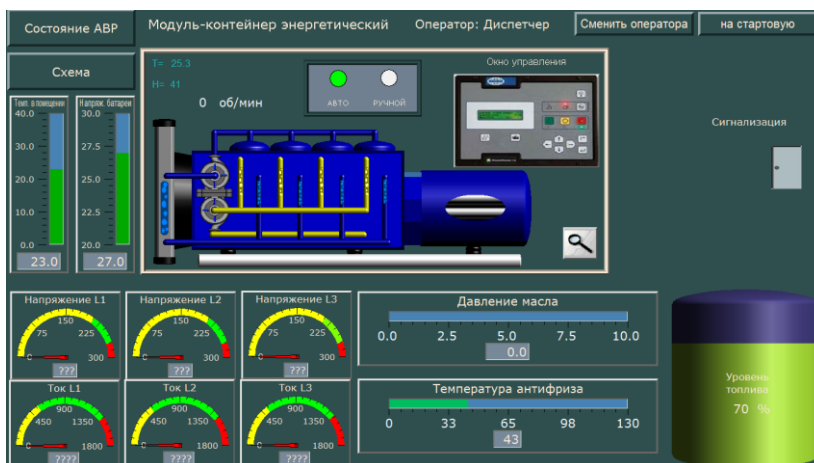 Состояние АВР
Модуль-контейнер энергетический
Оператор: Диспетчер
Сменить оператора
на стартовую
Схема
T= 25.3
H= 41
0 об/мин
АВТО
РУЧНОЙ
Окно управления
Сигнализация
Темп. в помещении
40.0
30.0
20.0
10.0
0.0
23.0
Напряж. батареи
30.0
27.5
25.0
22.5
20.0
27.0
Напряжение L1
0 75 150 225 300
???
Напряжение L2
0 75 150 225 300
???
Напряжение L3
0 75 150 225 300
???
Давление масла
0.0 2.5 5.0 7.5 10.0
0.0
Ток L1
0 450 900 1350 1800
????
Ток L2
0 450 900 1350 1800
????
Ток L3
0 450 900 1350 1800
????
Температура антифриза
0 33 65 98 130
43
Уровень
топлива
70 %